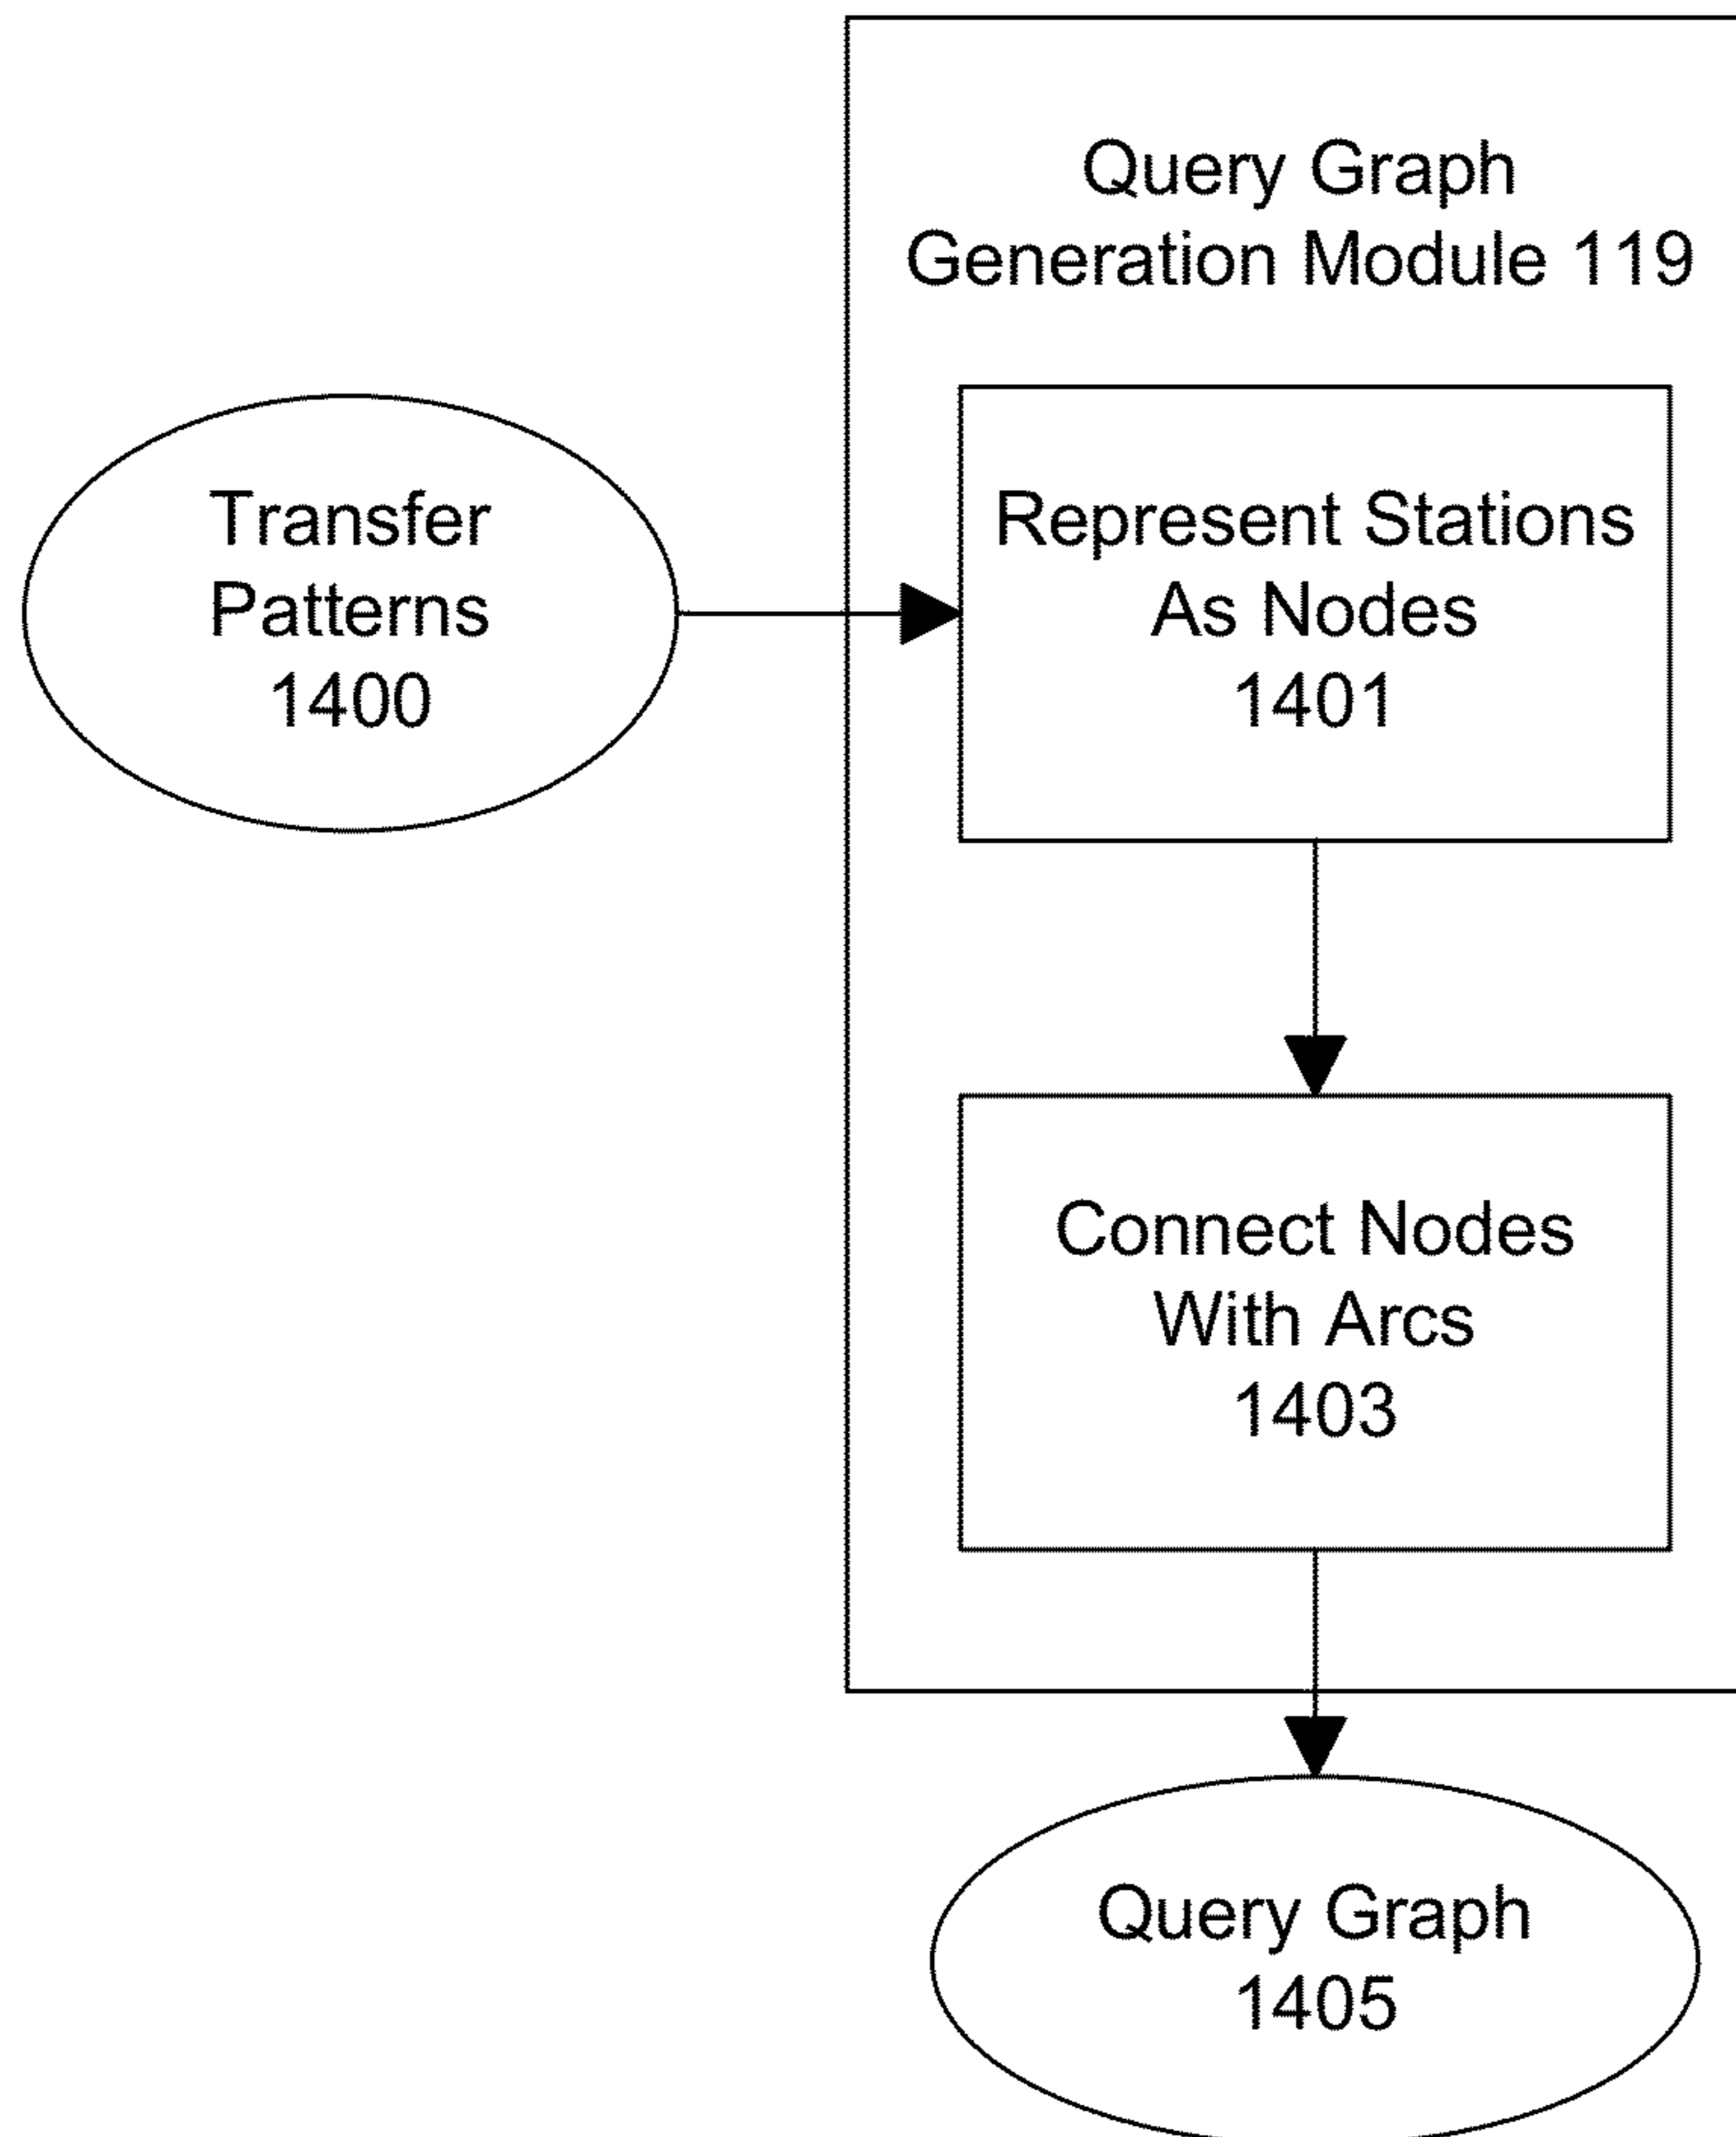 Query Graph
Generation Module 119
Transfer
Patterns
1400
Represent Stations
As Nodes
1401
Connect Nodes
With Arcs
1403
Query Graph
1405